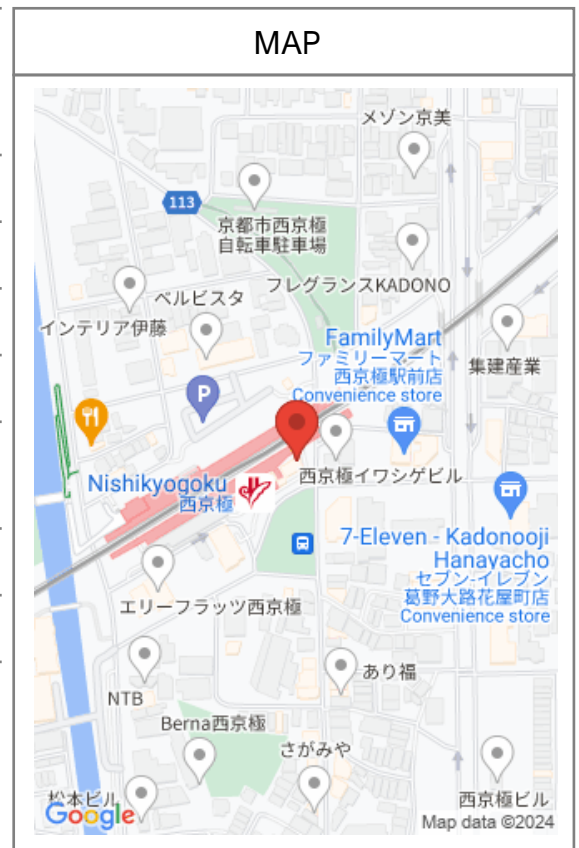 MAP
メゾン京美
113
京都市西京極
自転車駐車場
フレグランスKADONO
ベルビスタ
インテリア伊藤
FamilyMart
ファミリーマート
西京極駅前店
Convenience store
集建産業
P
西京極イワシゲビル
Nishikyogoku
西京極
7-Eleven - Kadonooji
Hanayacho
セブン-イレブン
葛野大路花屋町店
Convenience store
エリーフラッツ西京極
あり福
NTB
Berna西京極
さがみや
松本ビル
西京極ビル
Google
Map data ©2024